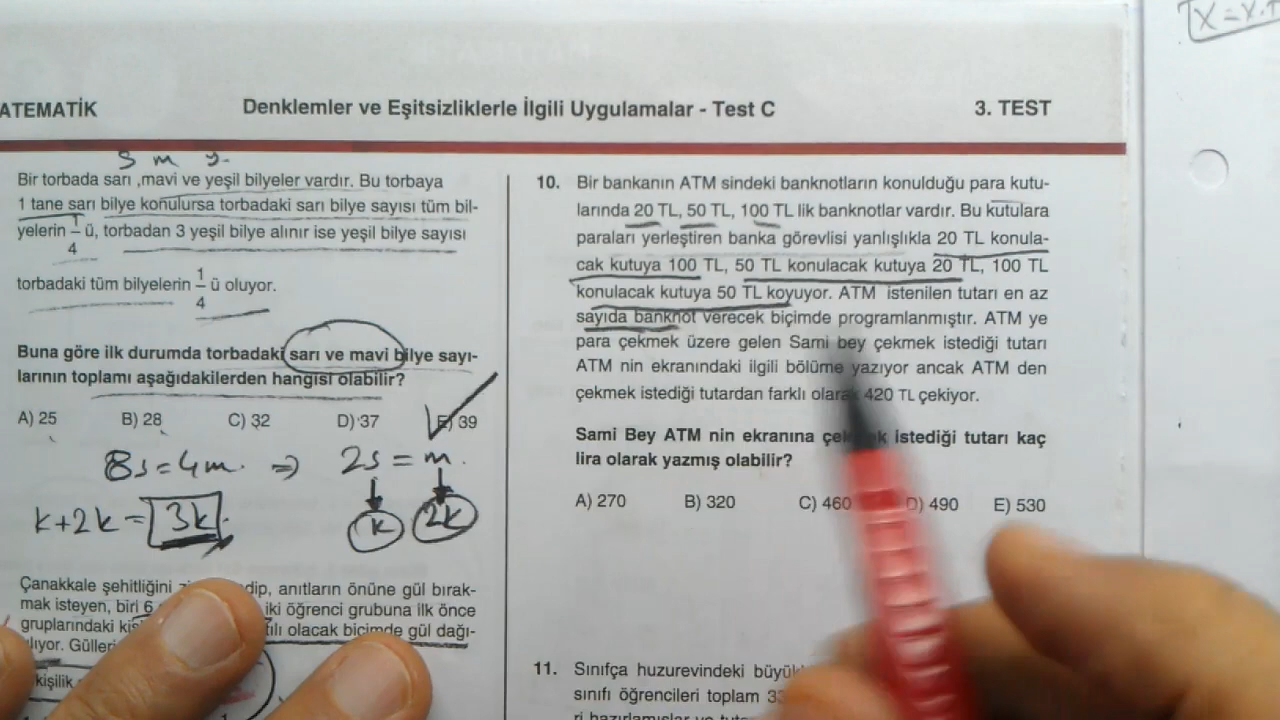 x = x.
ATEMATİK
Denklemler ve Eşitsizliklerle İlgili Uygulamalar - Test C
3. TEST
s m y.
Bir torbada sarı ,mavi ve yeşil bilyeler vardır. Bu torbaya
1 tane sarı bilye konulursa torbadaki sarı bilye sayısı tüm bil-
yelerin 1/4 ü, torbadan 3 yeşil bilye alınır ise yeşil bilye sayısı
torbadaki tüm bilyelerin 1/4 ü oluyor.
Buna göre ilk durumda torbadaki sarı ve mavi bilye sayı-
larının toplamı aşağıdakilerden hangisi olabilir?
A) 25 B) 28 C) 32 D) 37 E) 39
8s = 4m. ⇒ 2s = m.
k+2k = 3k. k 2k
Çanakkale şehitliğini dip, anıtların önüne gül bırak-
mak isteyen, biri 6 iki öğrenci grubuna ilk önce
gruplarındaki tılı olacak biçimde gül dağı-
lıyor.
kişilik
10. Bir bankanın ATM sindeki banknotların konulduğu para kutu-
larında 20 TL, 50 TL, 100 TL lik banknotlar vardır. Bu kutulara
paraları yerleştiren banka görevlisi yanlışlıkla 20 TL konula-
cak kutuya 100 TL, 50 TL konulacak kutuya 20 TL, 100 TL
konulacak kutuya 50 TL koyuyor. ATM istenilen tutarı en az
sayıda banknot verecek biçimde programlanmıştır. ATM ye
para çekmek üzere gelen Sami bey çekmek istediği tutarı
ATM nin ekranındaki ilgili bölüme yazıyor ancak ATM den
çekmek istediği tutardan farklı olarak 420 TL çekiyor.
Sami Bey ATM nin ekranına istediği tutarı kaç
lira olarak yazmış olabilir?
A) 270 B) 320 C) 460 D) 490 E) 530
11. Sınıfça huzurevindeki
sınıfı öğrencileri toplam